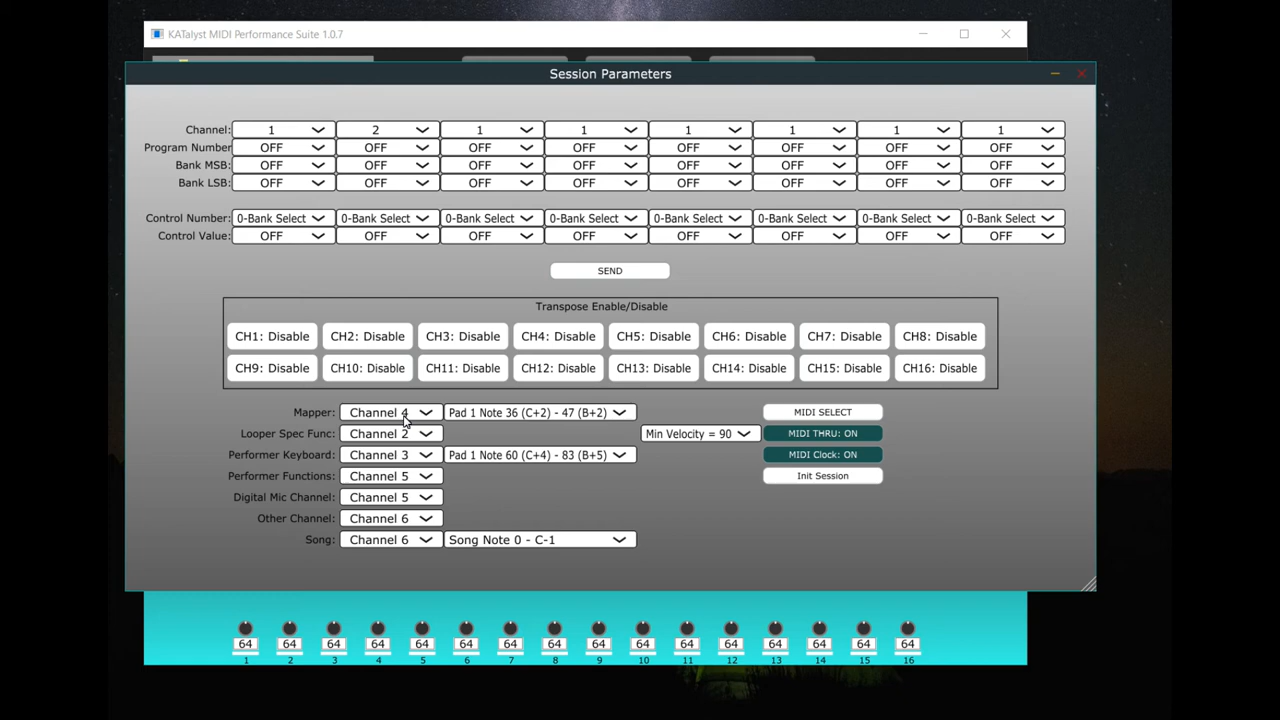 KATalyst MIDI Performance Suite 1.0.7
Session Parameters
Channel: 1 2 1 1 1 1 1 1
Program Number OFF OFF OFF OFF OFF OFF OFF OFF
Bank MSB: OFF OFF OFF OFF OFF OFF OFF OFF
Bank LSB: OFF OFF OFF OFF OFF OFF OFF OFF
Control Number: 0-Bank Select 0-Bank Select 0-Bank Select 0-Bank Select 0-Bank Select 0-Bank Select 0-Bank Select 0-Bank Select
Control Value: OFF OFF OFF OFF OFF OFF OFF OFF
SEND
Transpose Enable/Disable
CH1: Disable CH2: Disable CH3: Disable CH4: Disable CH5: Disable CH6: Disable CH7: Disable CH8: Disable
CH9: Disable CH10: Disable CH11: Disable CH12: Disable CH13: Disable CH14: Disable CH15: Disable CH16: Disable
Mapper: Channel 4 Pad 1 Note 36 (C+2) - 47 (B+2) MIDI SELECT
Looper Spec Func: Channel 2 Min Velocity = 90 MIDI THRU: ON
Performer Keyboard: Channel 3 Pad 1 Note 60 (C+4) - 83 (B+5) MIDI Clock: ON
Performer Functions: Channel 5 Init Session
Digital Mic Channel: Channel 5
Other Channel: Channel 6
Song: Channel 6 Song Note 0 - C-1
64 64 64 64 64 64 64 64 64 64 64 64 64 64 64 64
1 2 3 4 5 6 7 8 9 10 11 12 13 14 15 16